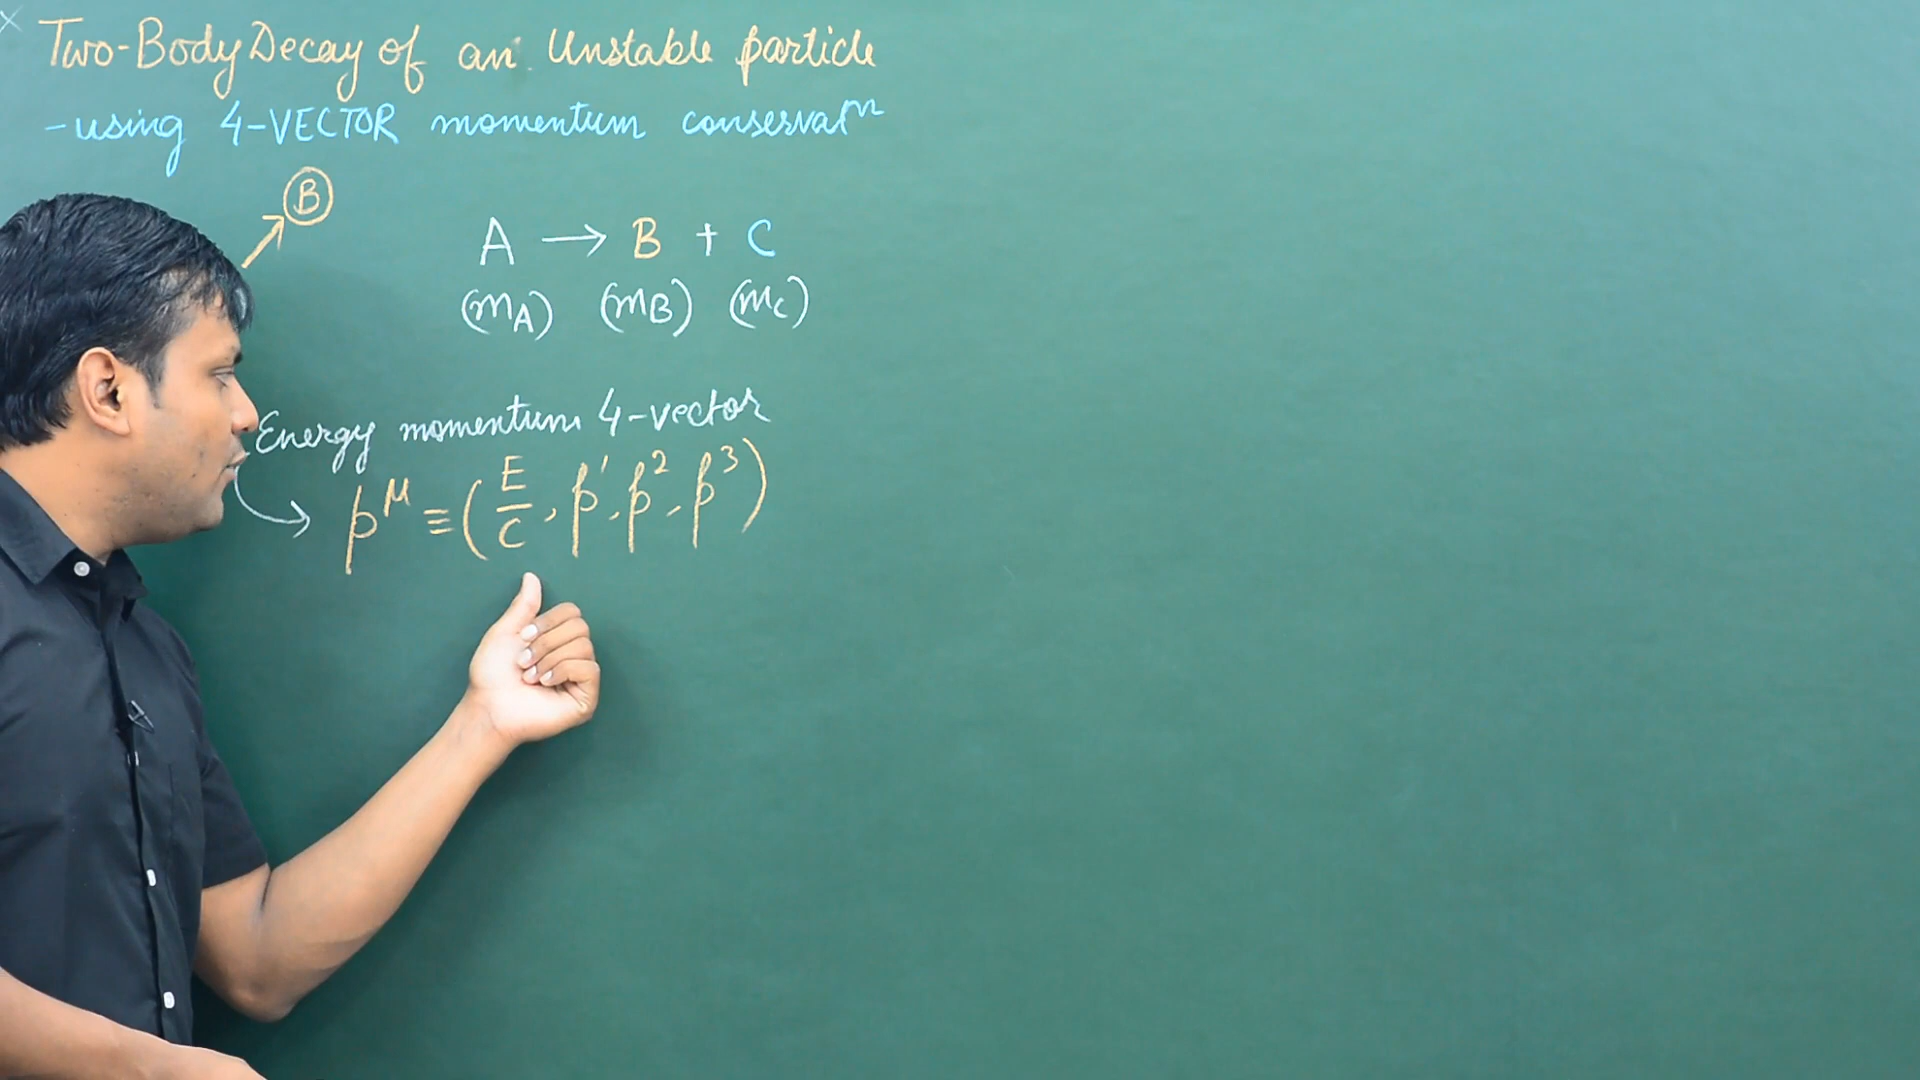 Two-Body Decay of an Unstable particle
-using 4-VECTOR momentum conservatn
B
A → B + C
(mA) (mB) (mC)
Energy momentum 4-vector
pμ ≡ (E/C, p1, p2, p3)